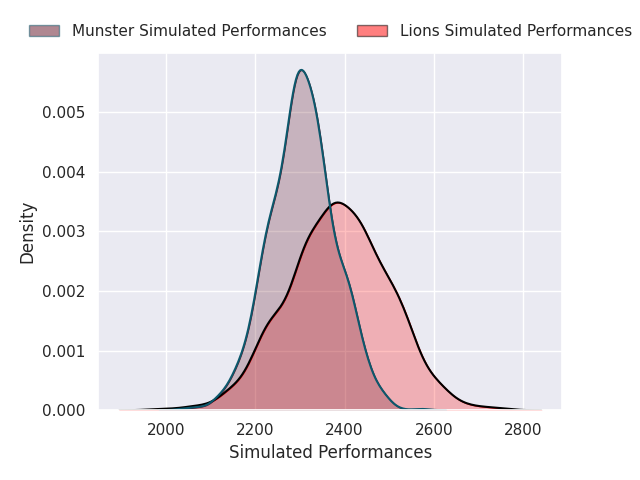 Munster Simulated Performances
Lions Simulated Performances
0.005
0.004
0.003
0.002
0.001
0.000
Density
2000 2200 2400 2600 2800
Simulated Performances